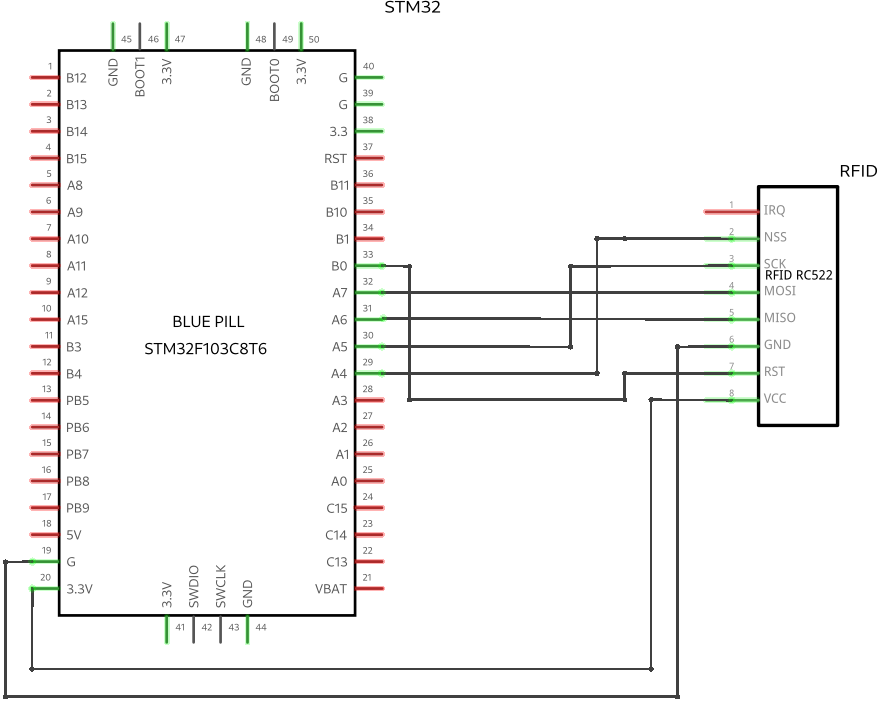 STM32
45 46 47 48 49 50
GND BOOT1 3.3V GND BOOT0 3.3V
1 B12
2 B13
3 B14
4 B15
5 A8
6 A9
7 A10
8 A11
9 A12
10 A15
11 B3
12 B4
13 PB5
14 PB6
15 PB7
16 PB8
17 PB9
18 5V
19 G
20 3.3V
BLUE PILL
STM32F103C8T6
G 40
G 39
3.3 38
RST 37
B11 36
B10 35
B1 34
B0 33
A7 32
A6 31
A5 30
A4 29
A3 28
A2 27
A1 26
A0 25
C15 24
C14 23
C13 22
VBAT 21
3.3V SWDIO SWCLK GND
41 42 43 44
RFID
1 IRQ
2 NSS
3 SCK
RFID RC522
4 MOSI
5 MISO
6 GND
7 RST
8 VCC